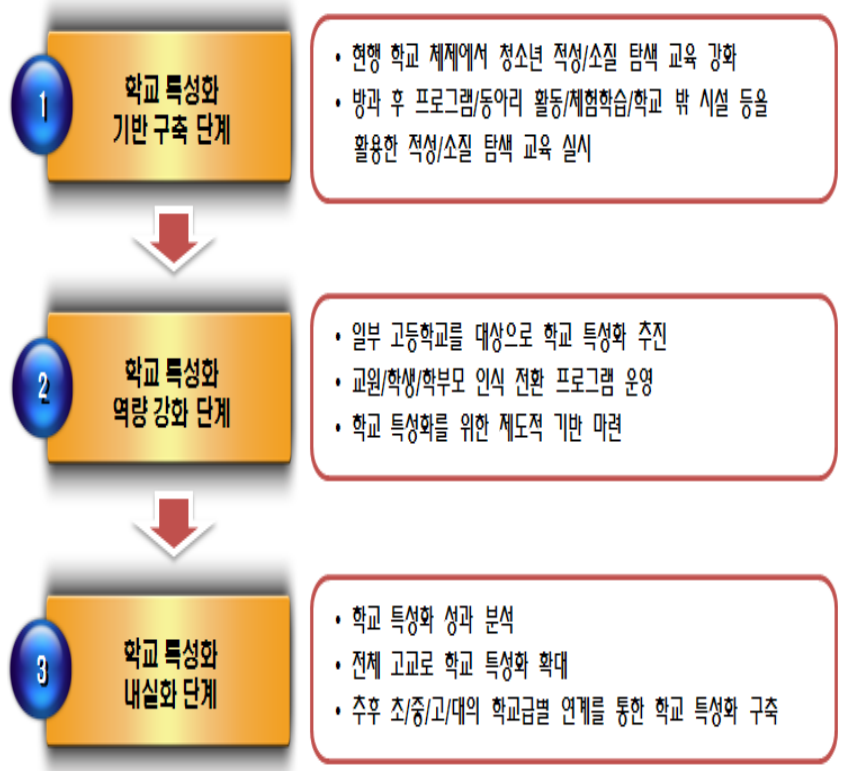 1
학교 특성화
기반 구축 단계
• 현행 학교 체제에서 청소년 적성/소질 탐색 교육 강화
• 방과 후 프로그램/동아리 활동/체험학습/학교 밖 시설 등을
활용한 적성/소질 탐색 교육 실시
2
학교 특성화
역량 강화 단계
• 일부 고등학교를 대상으로 학교 특성화 추진
• 교원/학생/학부모 인식 전환 프로그램 운영
• 학교 특성화를 위한 제도적 기반 마련
3
학교 특성화
내실화 단계
• 학교 특성화 성과 분석
• 전체 고교로 학교 특성화 확대
• 추후 초/중/고/대의 학교급별 연계를 통한 학교 특성화 구축